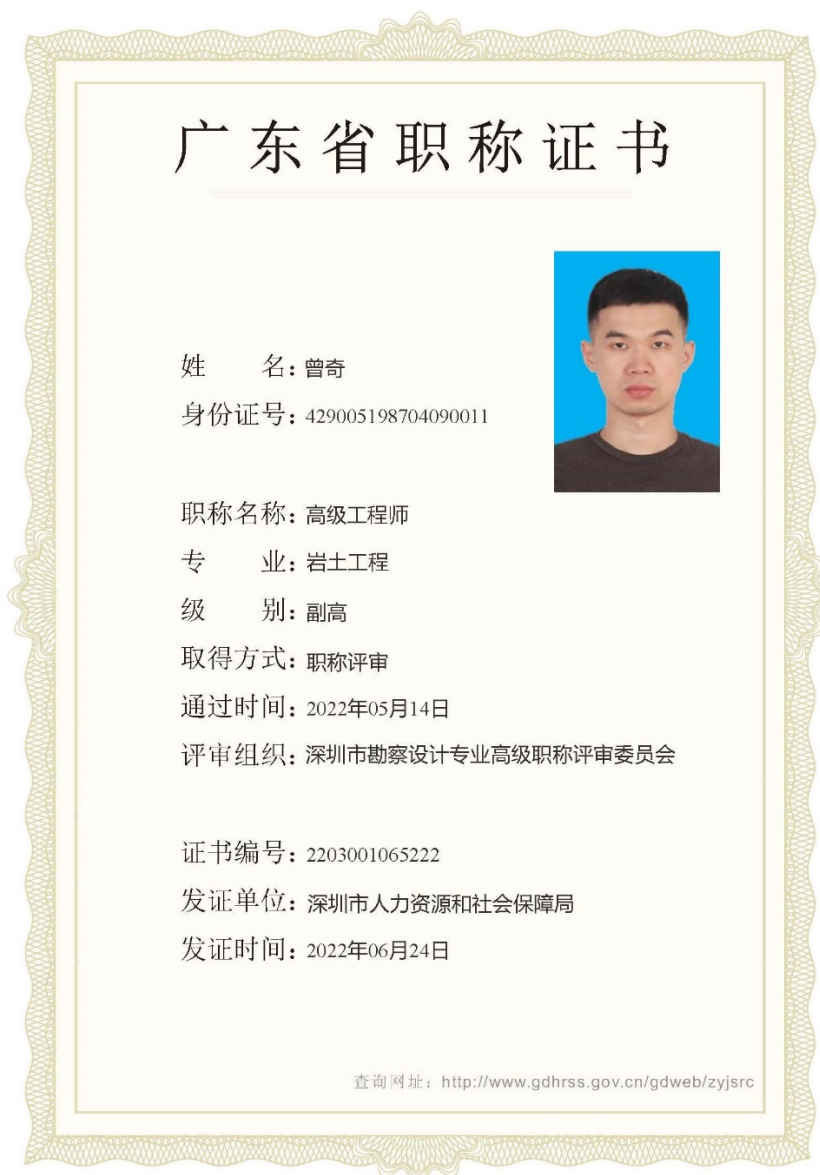 广东省职称证书
姓 名：曾奇
身份证号：429005198704090011
职称名称：高级工程师
专 业：岩土工程
级 别：副高
取得方式：职称评审
通过时间：2022年05月14日
评审组织：深圳市勘察设计专业高级职称评审委员会
证书编号：2203001065222
发证单位：深圳市人力资源和社会保障局
发证时间：2022年06月24日
查询网址：http://www.gdhrss.gov.cn/gdweb/zyjsrc